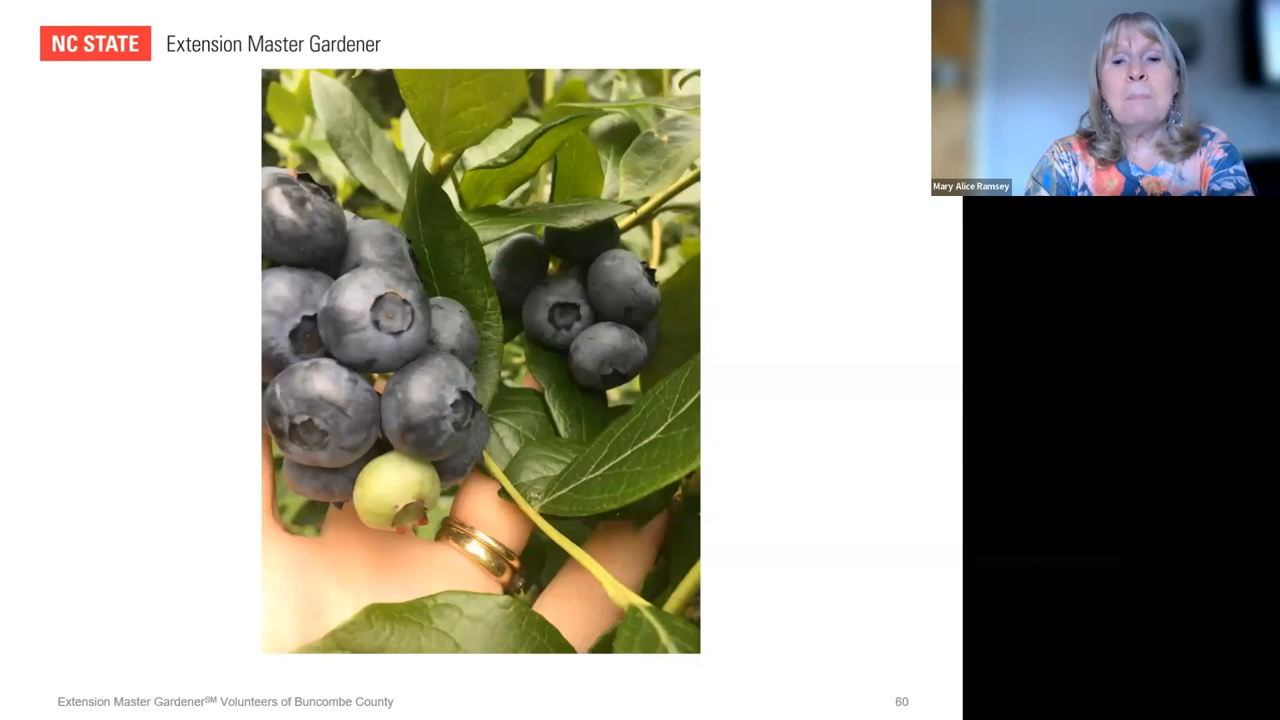 NC STATE Extension Master Gardener
Mary Alice Ramsey
Extension Master Gardener℠ Volunteers of Buncombe County
60